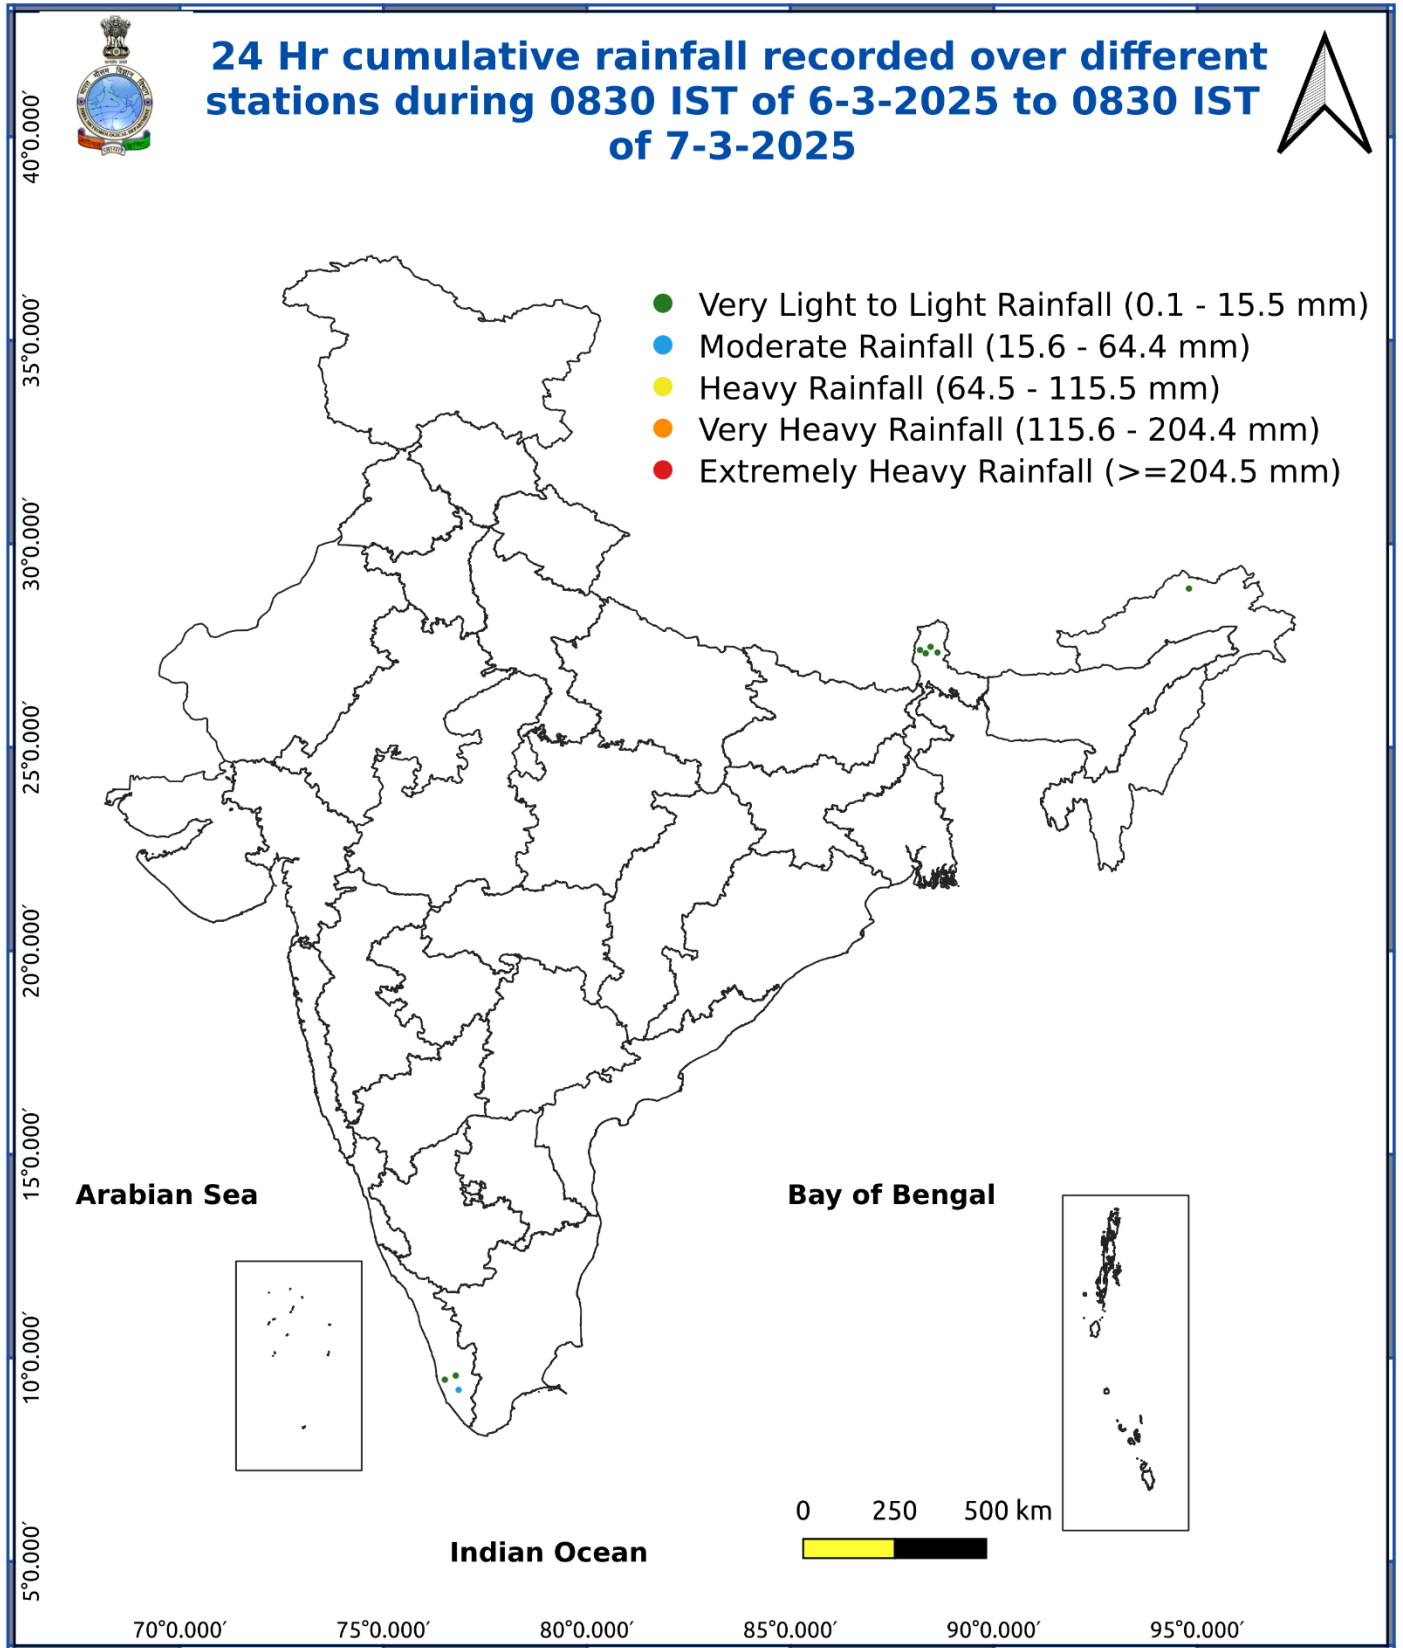 24 Hr cumulative rainfall recorded over different
stations during 0830 IST of 6-3-2025 to 0830 IST
of 7-3-2025
Very Light to Light Rainfall (0.1 - 15.5 mm)
Moderate Rainfall (15.6 - 64.4 mm)
Heavy Rainfall (64.5 - 115.5 mm)
Very Heavy Rainfall (115.6 - 204.4 mm)
Extremely Heavy Rainfall (>=204.5 mm)
40°0.000′
35°0.000′
30°0.000′
25°0.000′
20°0.000′
15°0.000′
10°0.000′
5°0.000′
Arabian Sea
Bay of Bengal
Indian Ocean
0 250 500 km
70°0.000′ 75°0.000′ 80°0.000′ 85°0.000′ 90°0.000′ 95°0.000′